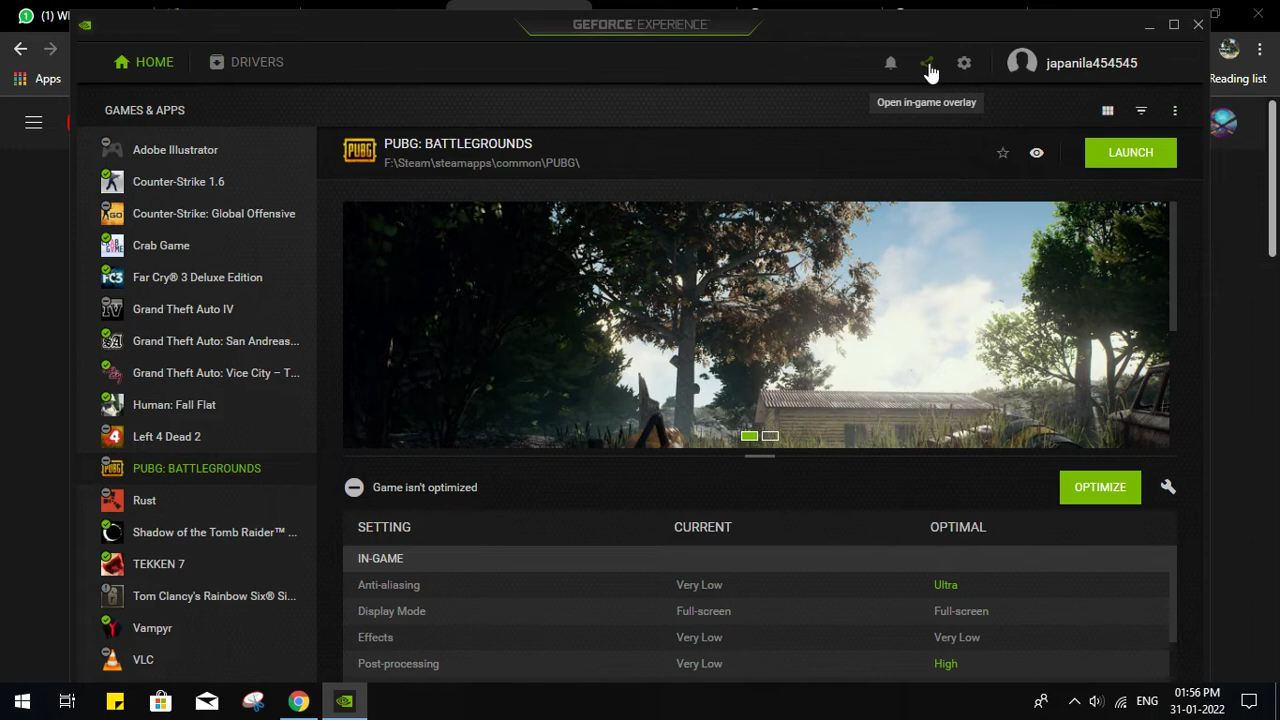 (1) W
GEFORCE EXPERIENCE
HOME
DRIVERS
japanila454545
Apps
Reading list
Open in-game overlay
GAMES & APPS
PUBG: BATTLEGROUNDS
F:\Steam\steamapps\common\PUBG\
LAUNCH
Adobe Illustrator
Counter-Strike 1.6
Counter-Strike: Global Offensive
Crab Game
Far Cry® 3 Deluxe Edition
Grand Theft Auto IV
Grand Theft Auto: San Andreas...
Grand Theft Auto: Vice City – T...
Human: Fall Flat
Left 4 Dead 2
PUBG: BATTLEGROUNDS
Rust
Shadow of the Tomb Raider™ ...
TEKKEN 7
Tom Clancy's Rainbow Six® Si...
Vampyr
VLC
Game isn't optimized
OPTIMIZE
SETTING CURRENT OPTIMAL
IN-GAME
Anti-aliasing Very Low Ultra
Display Mode Full-screen Full-screen
Effects Very Low Very Low
Post-processing Very Low High
ENG
01:56 PM
31-01-2022